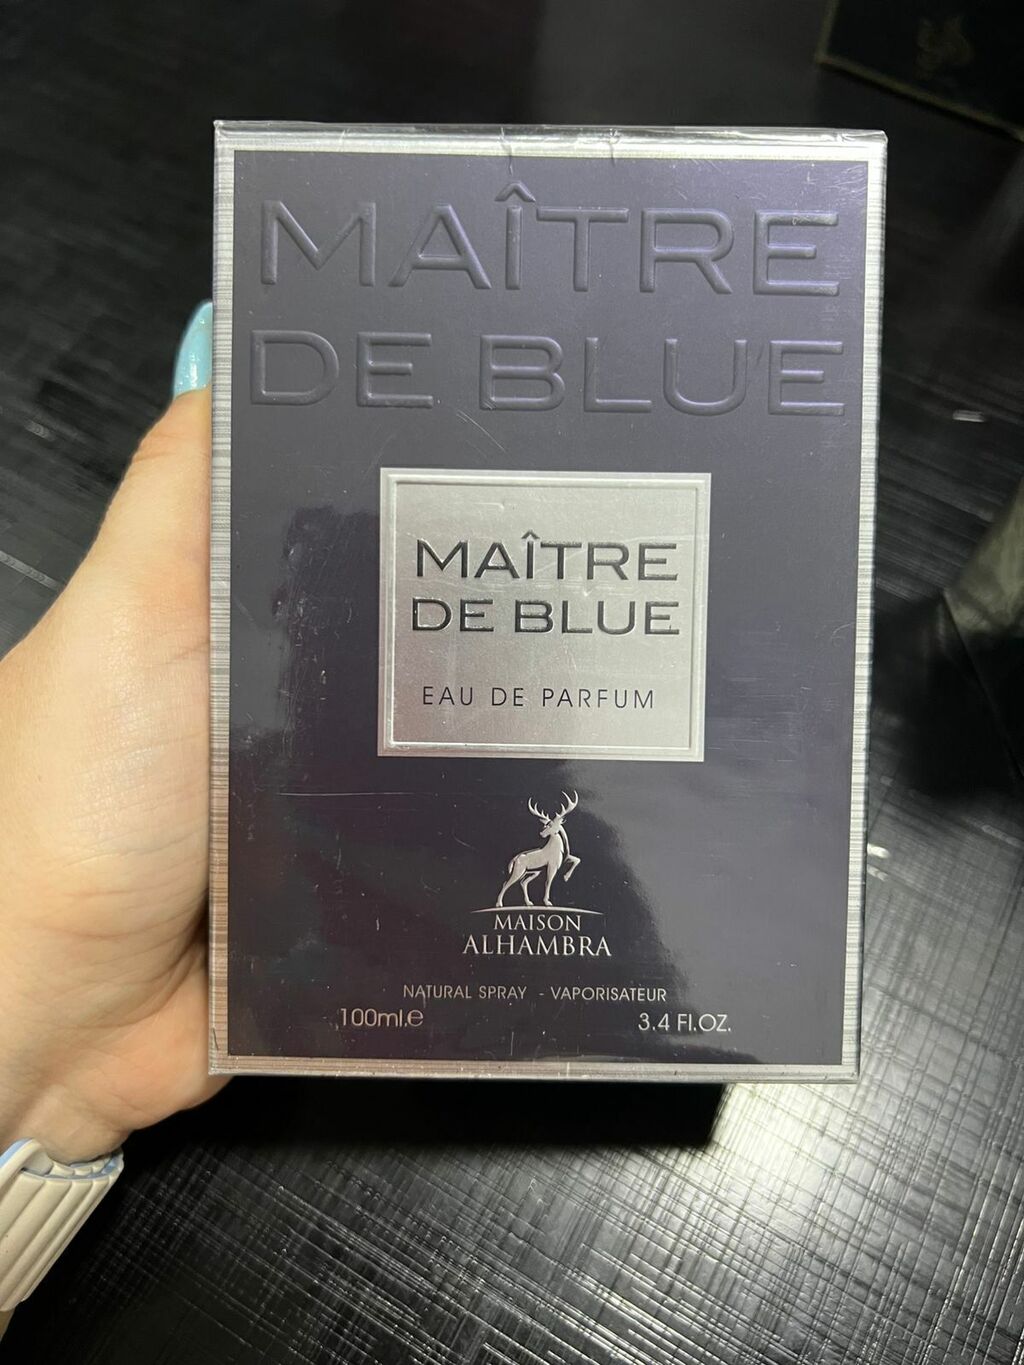 MAÎTRE
DE BLUE
MAÎTRE
DE BLUE
EAU DE PARFUM
MAISON
ALHAMBRA
NATURAL SPRAY - VAPORISATEUR
100ml.e 3.4 Fl.OZ.